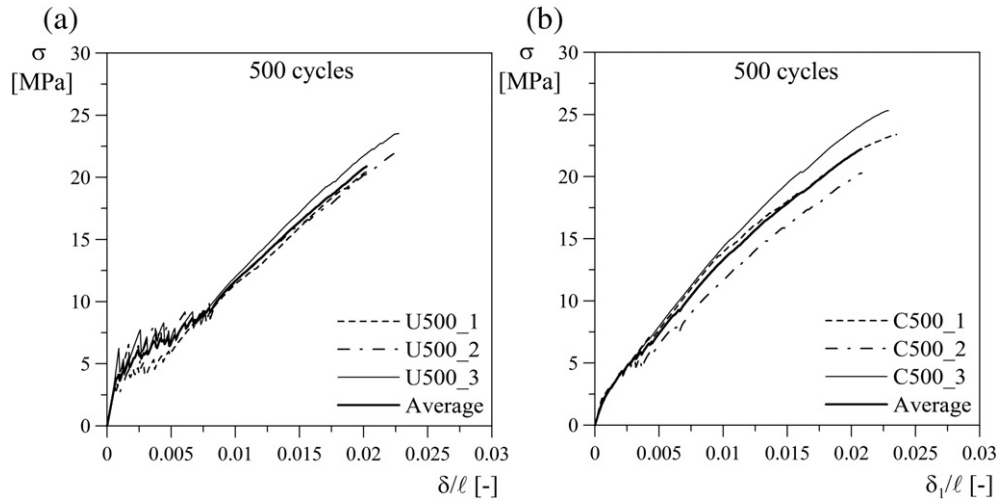 (a)
σ
[MPa]
500 cycles
30
25
20
15
10
5
0
U500_1
U500_2
U500_3
Average
0 0.005 0.01 0.015 0.02 0.025 0.03
δ/ℓ [-]
(b)
σ
[MPa]
500 cycles
30
25
20
15
10
5
0
C500_1
C500_2
C500_3
Average
0 0.005 0.01 0.015 0.02 0.025 0.03
δ₁/ℓ [-]